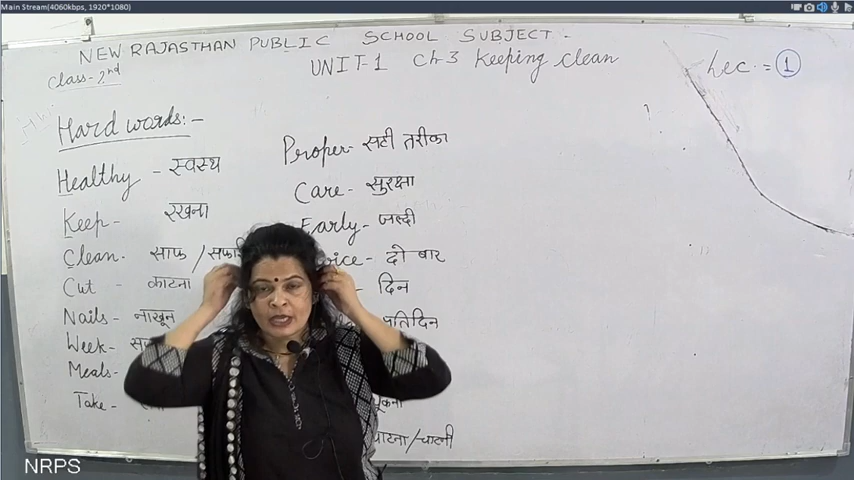 Main Stream(4060kbps, 1920*1080)
NEW RAJASTHAN PUBLIC SCHOOL SUBJECT -
Class-2nd
UNIT-1 Ch-3 Keeping clean
Lec. = 1
Hard words:-
Healthy - स्वस्थ
Keep - रखना
Clean. साफ /
Cut - काटना
Nails - नाखून
Week -
Meals -
Take -
Proper - सही तरीका
Care - सुरक्षा
Early - जल्दी
दो बार
- दिन
प्रतिदिन
NRPS